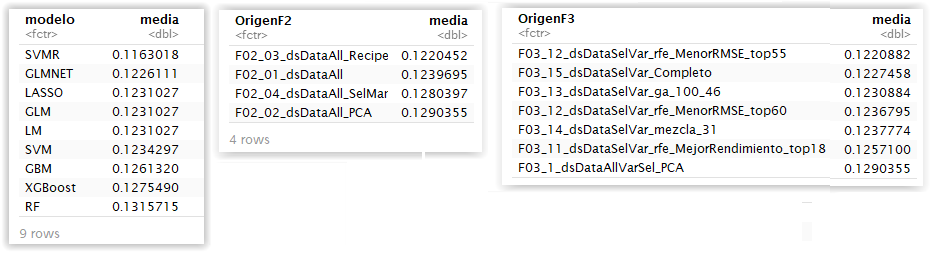 modelo media
<fctr> <dbl>
SVMR 0.1163018
GLMNET 0.1226111
LASSO 0.1231027
GLM 0.1231027
LM 0.1231027
SVM 0.1234297
GBM 0.1261320
XGBoost 0.1275490
RF 0.1315715
9 rows
OrigenF2 media
<fctr> <dbl>
F02_03_dsDataAll_Recipe 0.1220452
F02_01_dsDataAll 0.1239695
F02_04_dsDataAll_SelMar 0.1280397
F02_02_dsDataAll_PCA 0.1290355
4 rows
OrigenF3 media
<fctr> <dbl>
F03_12_dsDataSelVar_rfe_MenorRMSE_top55 0.1220882
F03_15_dsDataSelVar_Completo 0.1227458
F03_13_dsDataSelVar_ga_100_46 0.1230884
F03_12_dsDataSelVar_rfe_MenorRMSE_top60 0.1236795
F03_14_dsDataSelVar_mezcla_31 0.1237774
F03_11_dsDataSelVar_rfe_MejorRendimiento_top18 0.1257100
F03_1_dsDataAllVarSel_PCA 0.1290355